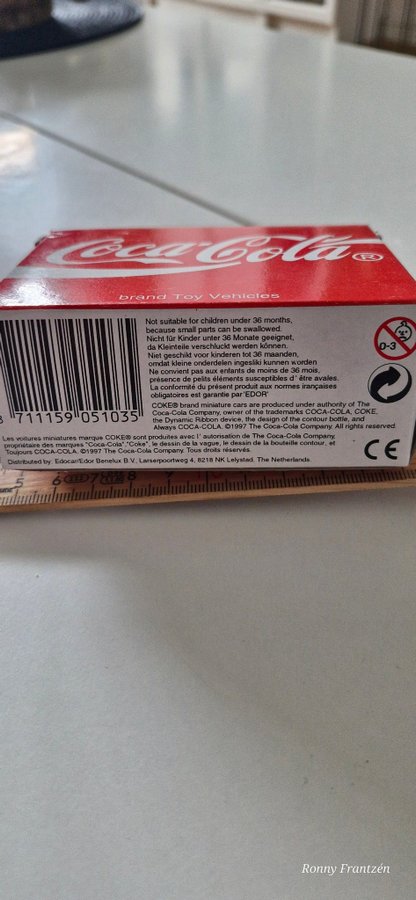 Coca-Cola®
brand Toy Vehicles
Not suitable for children under 36 months,
because small parts can be swallowed.
Nicht für Kinder unter 36 Monate geeignet,
da Kleinteile verschluckt werden können.
Niet geschikt voor kinderen tot 36 maanden,
omdat kleine onderdelen ingeslikt kunnen worden
Ne convient pas aux enfants de moins de 36 mois,
présence de petits éléments susceptibles d'être avales.
La conformité du présent produit aux normes irançaises
obligatoires est garantie par 'EDOR'
0-3
8 711159 051035
COKE® brand miniature cars are produced under authority of The
Coca-Cola Company, owner of the trademarks COCA-COLA, COKE,
the Dynamic Ribbon device, the design of the contour bottle, and
Always COCA-COLA. ©1997 The Coca-Cola Company. All rights reserved.
Les voitures miniatures marque COKE® sont produites avec l' autorisation de The Coca-Cola Company,
propriétaire des marques "Coca-Cola","Coke", le dessin de la vague, le dessin de la bouteille contour, et
Toujours COCA-COLA. ©1997 The Coca-Cola Company. Tous droits réservés.
Distributed by. Edocar/Edor Benelux B.V., Larserpoortweg 4, 8218 NK Lelystad, The Netherlands.
CE
5 6 7 8
Ronny Frantzén